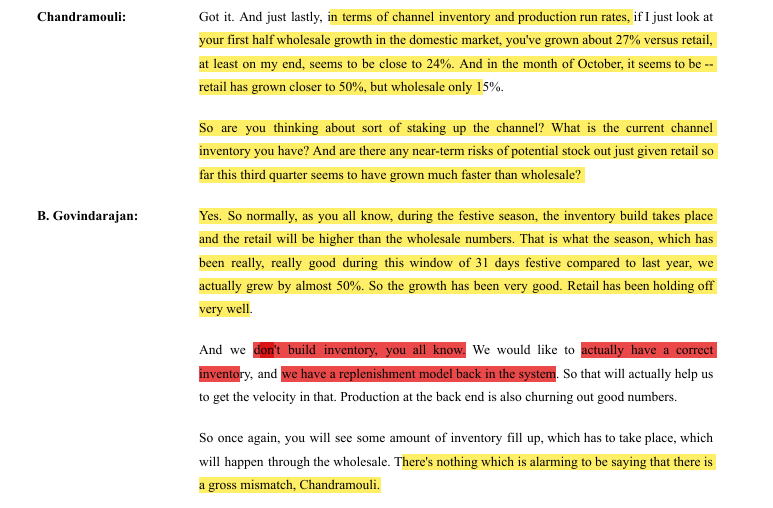 Chandramouli: Got it. And just lastly, in terms of channel inventory and production run rates, if I just look at
your first half wholesale growth in the domestic market, you've grown about 27% versus retail,
at least on my end, seems to be close to 24%. And in the month of October, it seems to be --
retail has grown closer to 50%, but wholesale only 15%.
So are you thinking about sort of staking up the channel? What is the current channel
inventory you have? And are there any near-term risks of potential stock out just given retail so
far this third quarter seems to have grown much faster than wholesale?
B. Govindarajan: Yes. So normally, as you all know, during the festive season, the inventory build takes place
and the retail will be higher than the wholesale numbers. That is what the season, which has
been really, really good during this window of 31 days festive compared to last year, we
actually grew by almost 50%. So the growth has been very good. Retail has been holding off
very well.
And we don't build inventory, you all know. We would like to actually have a correct
inventory, and we have a replenishment model back in the system. So that will actually help us
to get the velocity in that. Production at the back end is also churning out good numbers.
So once again, you will see some amount of inventory fill up, which has to take place, which
will happen through the wholesale. There's nothing which is alarming to be saying that there is
a gross mismatch, Chandramouli.